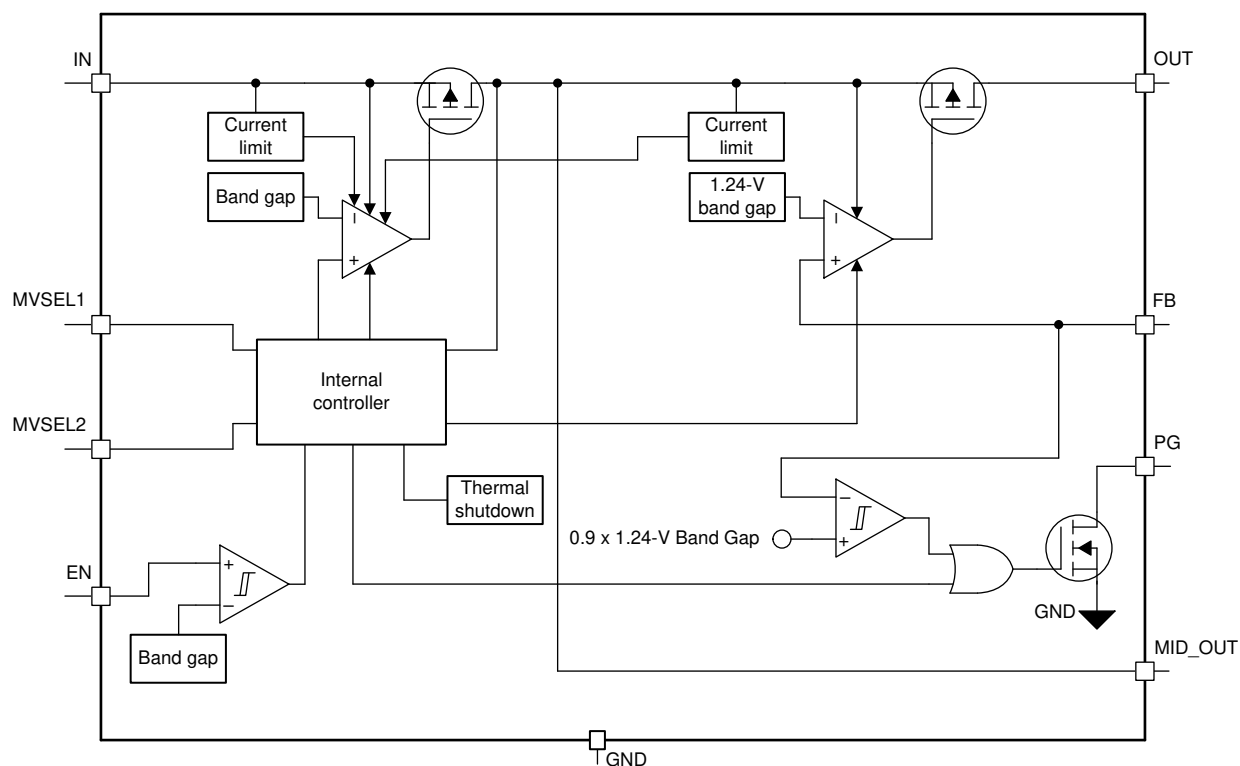 IN
OUT
Current
limit
Current
limit
Band gap
1.24-V
band gap
–
+
–
+
MVSEL1
FB
Internal
controller
MVSEL2
PG
Thermal
shutdown
–
0.9 x 1.24-V Band Gap
+
EN
+
–
GND
Band gap
MID_OUT
GND